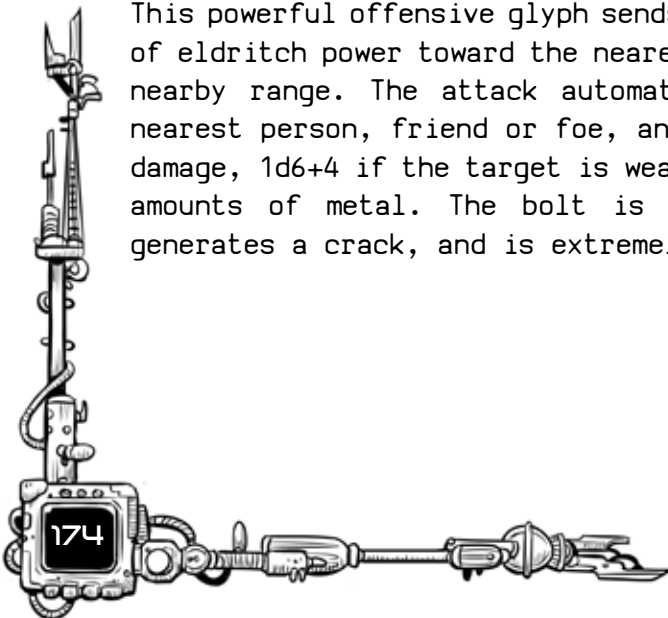 This powerful offensive glyph sends
of eldritch power toward the neare
nearby range. The attack automat
nearest person, friend or foe, an
damage, 1d6+4 if the target is wea
amounts of metal. The bolt is
generates a crack, and is extreme
174